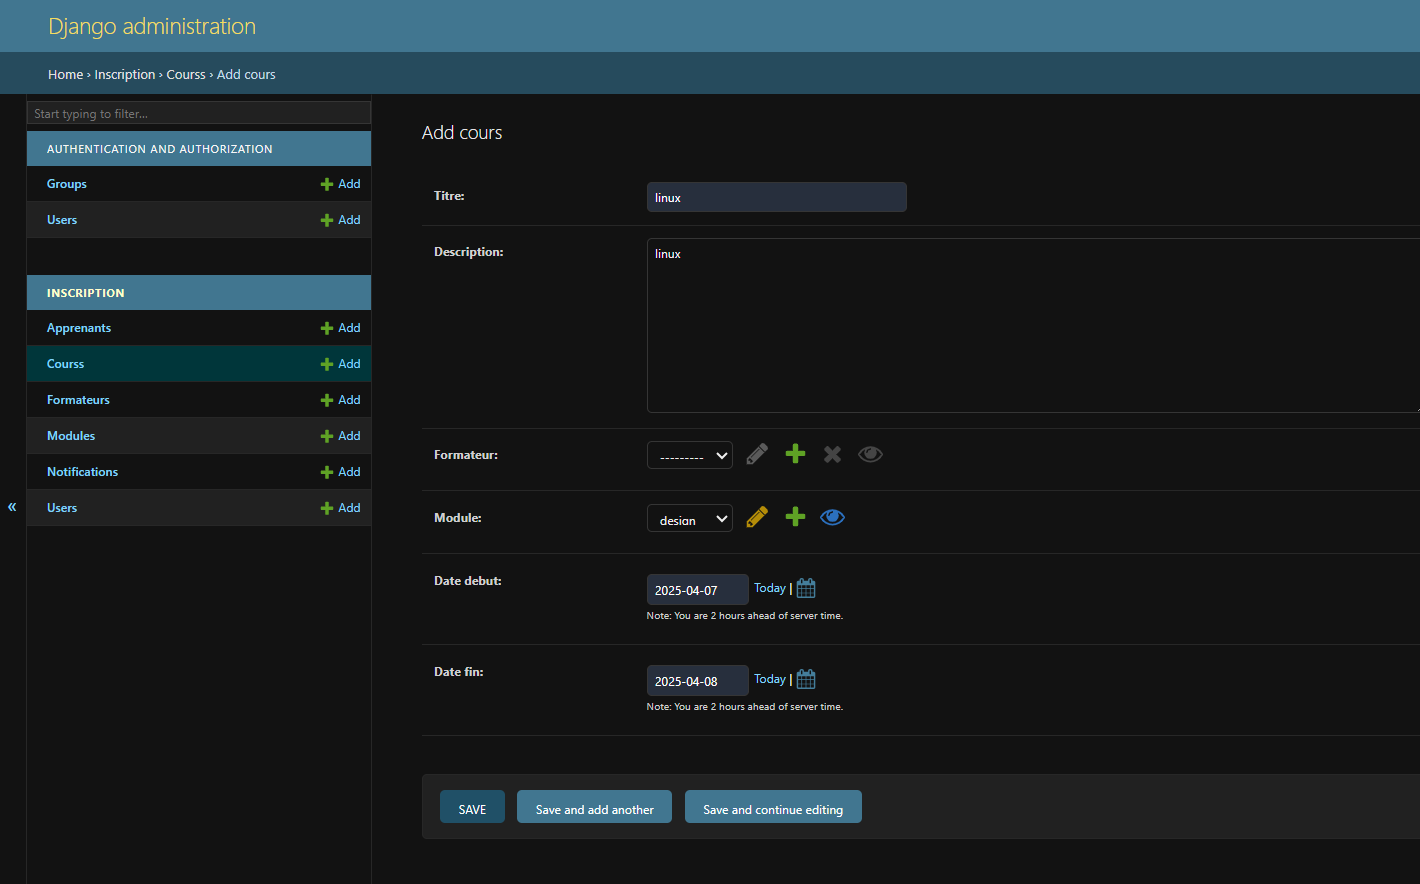 Django administration
Home › Inscription › Courss › Add cours
Start typing to filter...
AUTHENTICATION AND AUTHORIZATION
Groups Add
Users Add
INSCRIPTION
Apprenants Add
Courss Add
Formateurs Add
Modules Add
Notifications Add
Users Add
«
Add cours
Titre: linux
Description: linux
Formateur: ---------
Module: design
Date debut: 2025-04-07 Today |
Note: You are 2 hours ahead of server time.
Date fin: 2025-04-08 Today |
Note: You are 2 hours ahead of server time.
SAVE Save and add another Save and continue editing